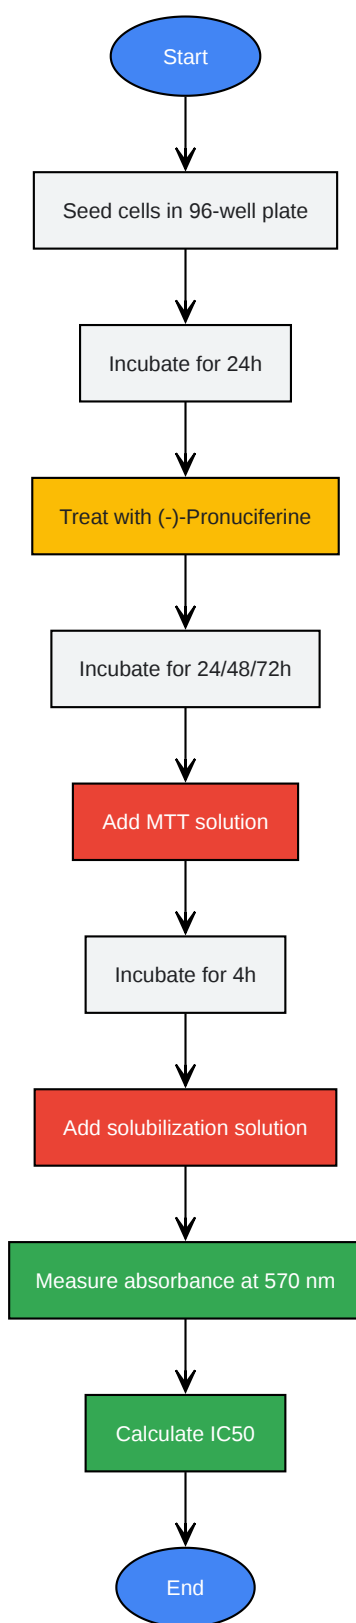 Start
Seed cells in 96-well plate
Incubate for 24h
Treat with (-)-Pronuciferine
Incubate for 24/48/72h
Add MTT solution
Incubate for 4h
Add solubilization solution
Measure absorbance at 570 nm
Calculate IC50
End